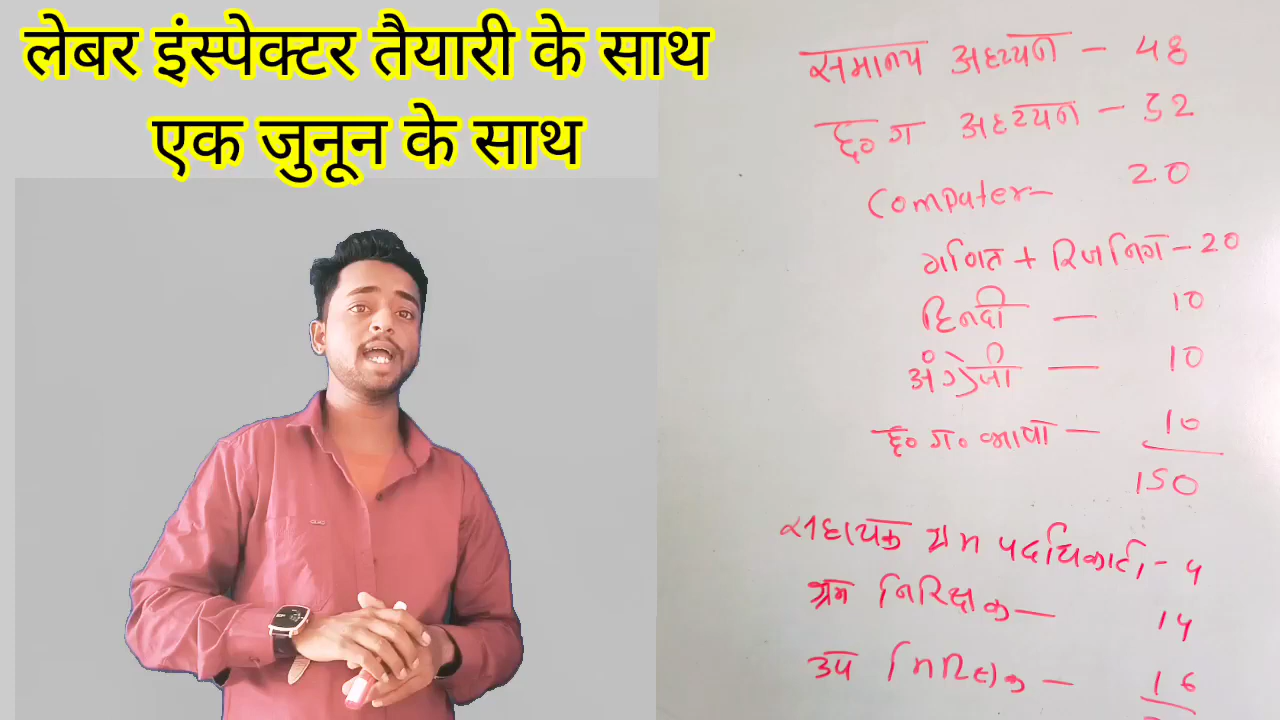 लेबर इंस्पेक्टर तैयारी के साथ
एक जुनून के साथ
समान्य अध्ययन - 48
छ० ग अध्ययन - 32
Computer- 20
गणित + रिजनिग - 20
हिन्दी — 10
अंग्रेजी — 10
छ० ग० भाषा — 10
150
सहायक श्रम पदाधिकारी - 4
श्रम निरिक्षक — 14
उप निरिक्षक — 16